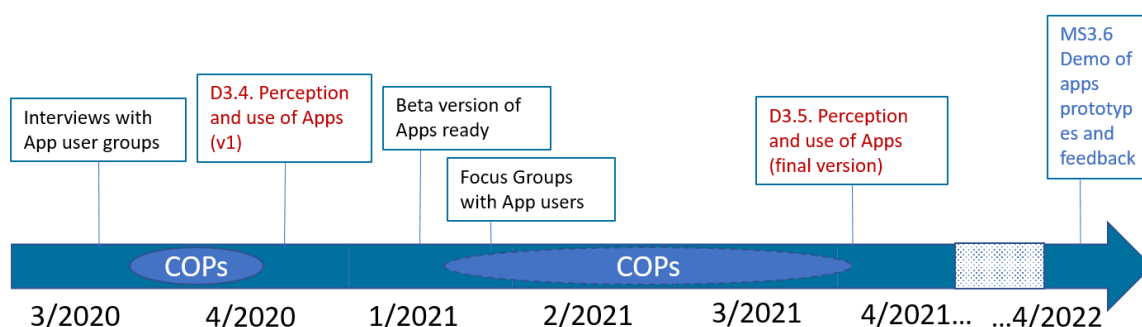 Interviews with
App user groups
D3.4. Perception
and use of Apps
(v1)
Beta version of
Apps ready
Focus Groups
with App users
D3.5. Perception
and use of Apps
(final version)
MS3.6
Demo of
apps
prototyp
es and
feedback
COPs
COPs
3/2020
4/2020
1/2021
2/2021
3/2021
4/2021...
...4/2022